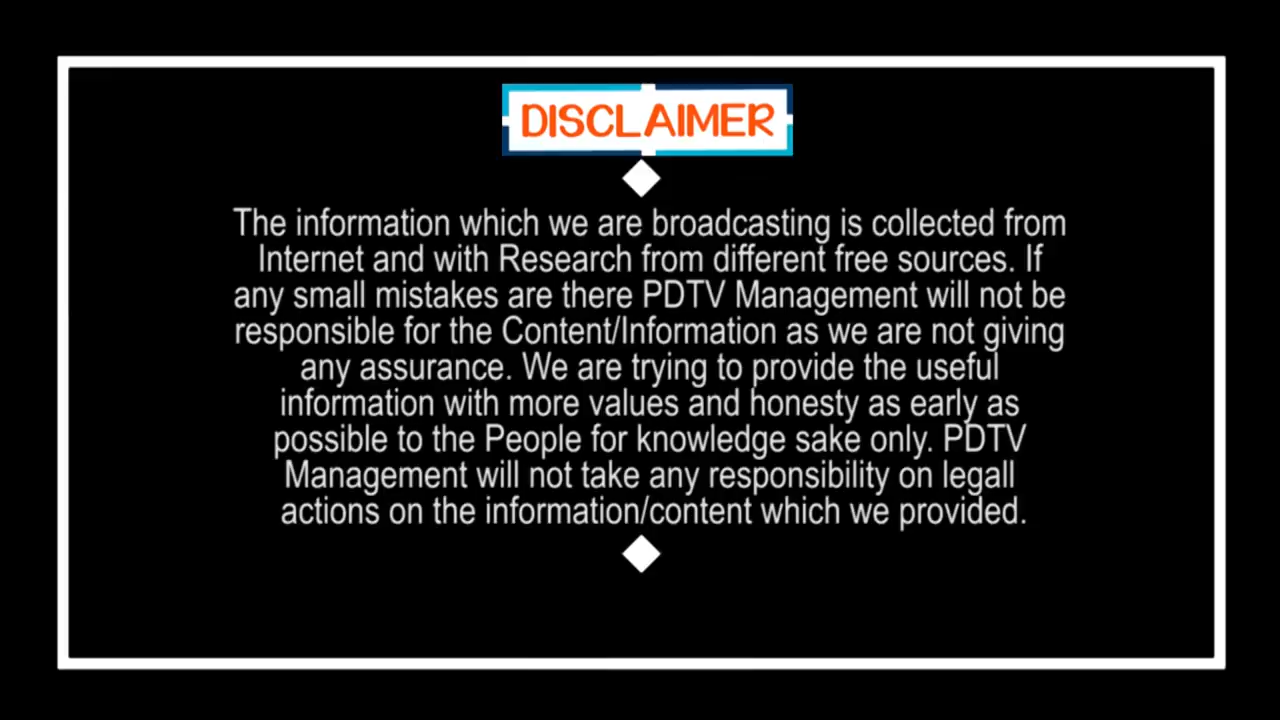 DISCLAIMER
The information which we are broadcasting is collected from
Internet and with Research from different free sources. If
any small mistakes are there PDTV Management will not be
responsible for the Content/Information as we are not giving
any assurance. We are trying to provide the useful
information with more values and honesty as early as
possible to the People for knowledge sake only. PDTV
Management will not take any responsibility on legall
actions on the information/content which we provided.